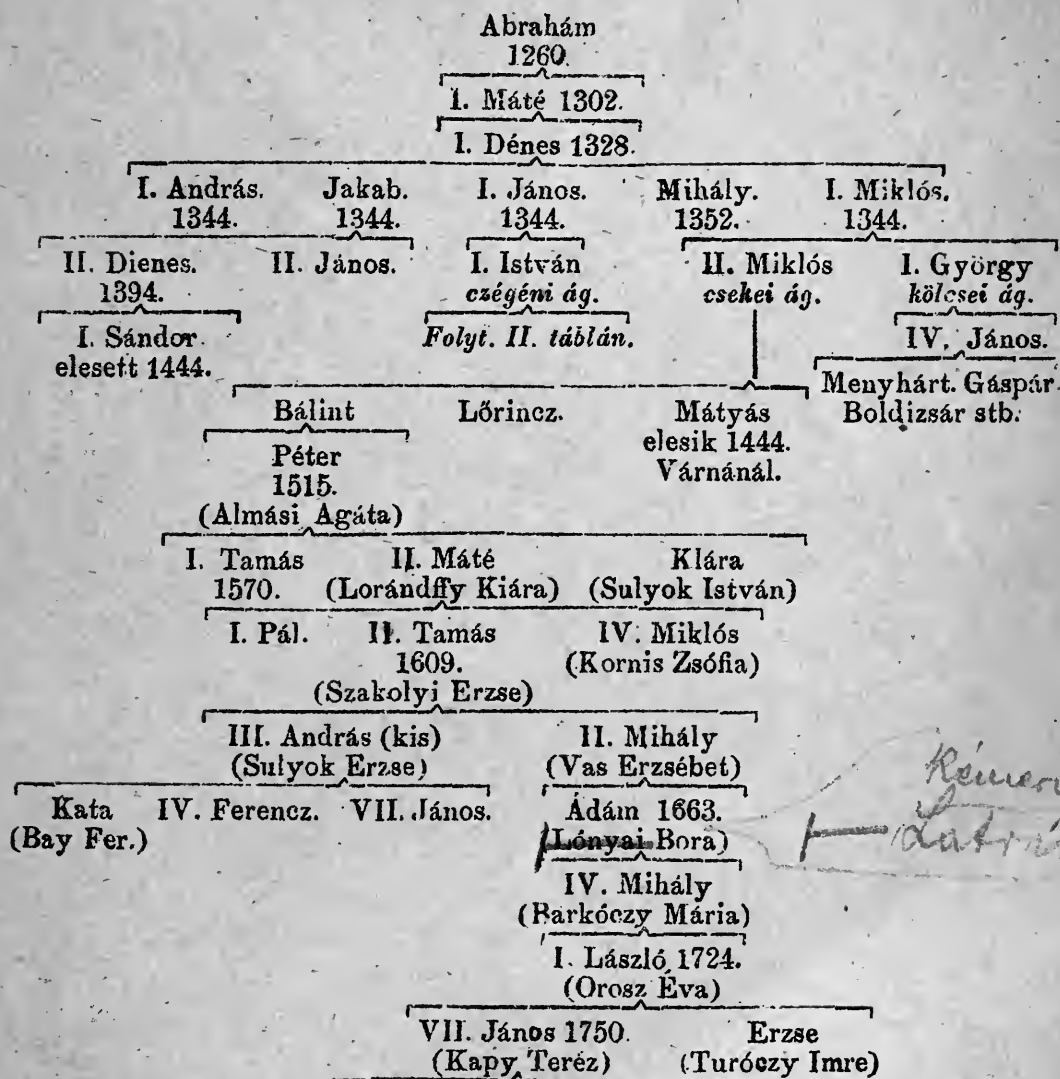 Abrahám
1260.
I. Máté 1302.
I. Dénes 1328.
I. András. Jakab. I. János. Mihály. I. Miklós.
1344. 1344. 1344. 1352. 1344.
II. Dienes. II. János. I. István II. Miklós I. György
1394. czégéni ág. csekei ág. kölcsei ág.
I. Sándor Folyt. II. táblán. IV. János.
elesett 1444. Menyhárt. Gáspár
Bálint Lőrincz. Mátyás Boldizsár stb.
Péter elesik 1444.
1515. Várnánál.
(Almási Agáta)
I. Tamás II. Máté Klára
1570. (Lorándffy Kiára) (Sulyok István)
I. Pál. II. Tamás IV. Miklós
1609. (Kornis Zsófia)
(Szakolyi Erzse)
III. András (kis) II. Mihály
(Sulyok Erzse) (Vas Erzsébet)
Kata IV. Ferencz. VII. János. Ádám 1663.
(Bay Fer.) (Lónyai Bora)
IV. Mihály
(Barkóczy Mária)
I. László 1724.
(Orosz Éva)
VII. János 1750. Erzse
(Kapy Teréz) (Turóczy Imre)